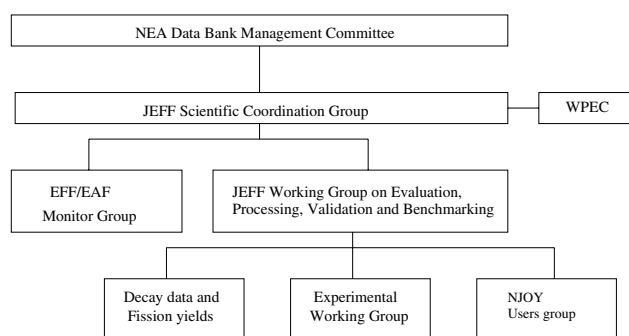 NEA Data Bank Management Committee
JEFF Scientific Coordination Group
WPEC
EFF/EAF
Monitor Group
JEFF Working Group on Evaluation,
Processing, Validation and Benchmarking
Decay data and
Fission yields
Experimental
Working Group
NJOY
Users group